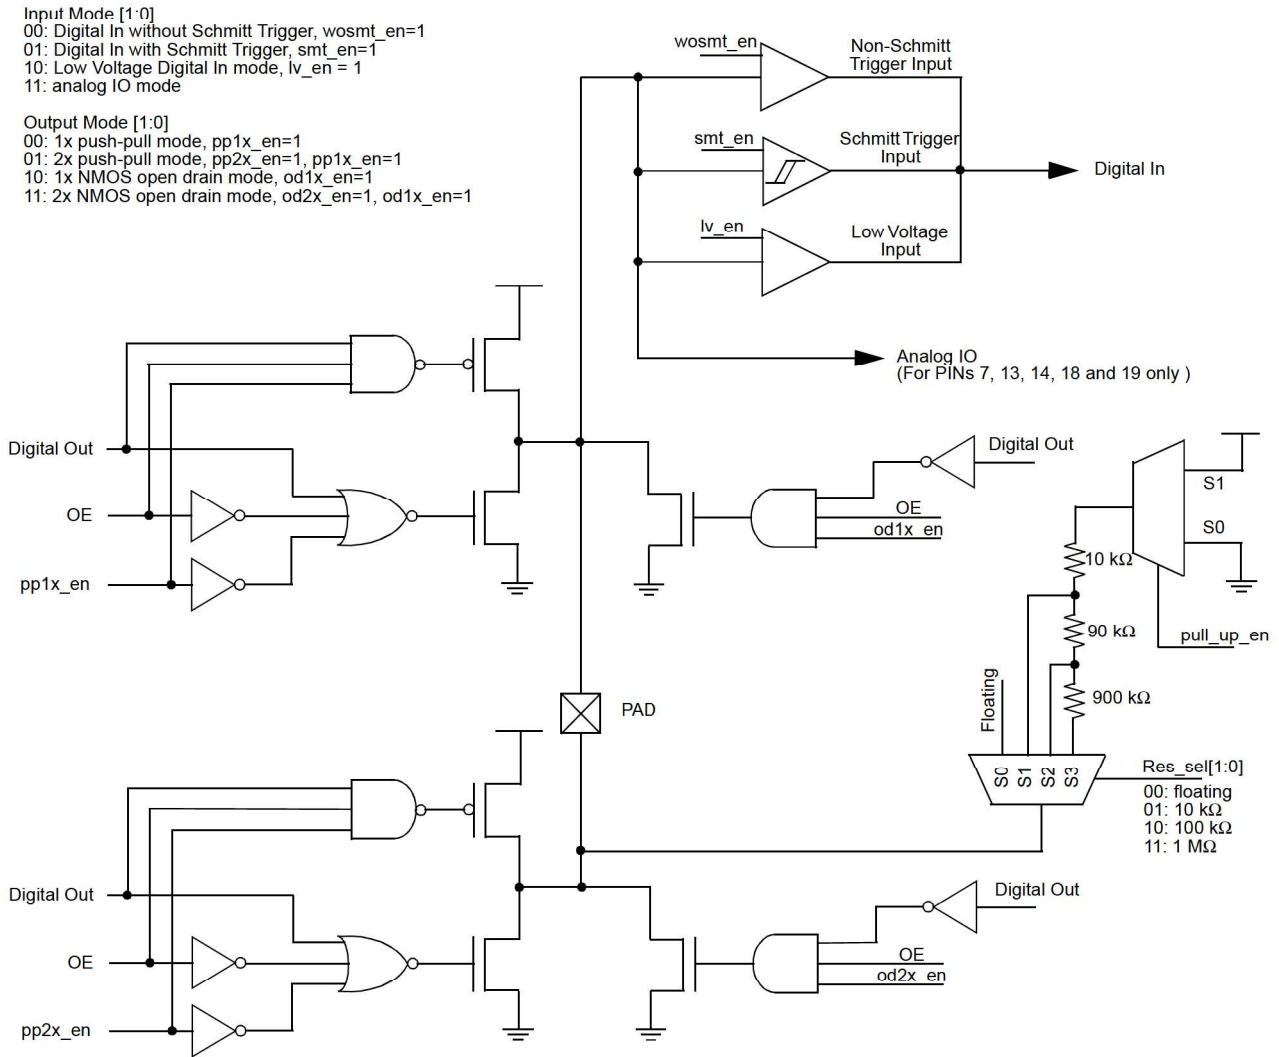 Input Mode [1:0]
00: Digital In without Schmitt Trigger, wosmt_en=1
01: Digital In with Schmitt Trigger, smt_en=1
10: Low Voltage Digital In mode, lv_en = 1
11: analog IO mode
Output Mode [1:0]
00: 1x push-pull mode, pp1x_en=1
01: 2x push-pull mode, pp2x_en=1, pp1x_en=1
10: 1x NMOS open drain mode, od1x_en=1
11: 2x NMOS open drain mode, od2x_en=1, od1x_en=1
wosmt_en
Non-Schmitt
Trigger Input
smt_en
Schmitt Trigger
Input
Digital In
lv_en
Low Voltage
Input
Analog IO
(For PINs 7, 13, 14, 18 and 19 only )
Digital Out
OE
pp1x_en
Digital Out
OE
od1x_en
S1
S0
10 kΩ
90 kΩ
pull_up_en
900 kΩ
Floating
S0
S1
S2
S3
Res_sel[1:0]
00: floating
01: 10 kΩ
10: 100 kΩ
11: 1 MΩ
PAD
Digital Out
OE
pp2x_en
Digital Out
OE
od2x_en